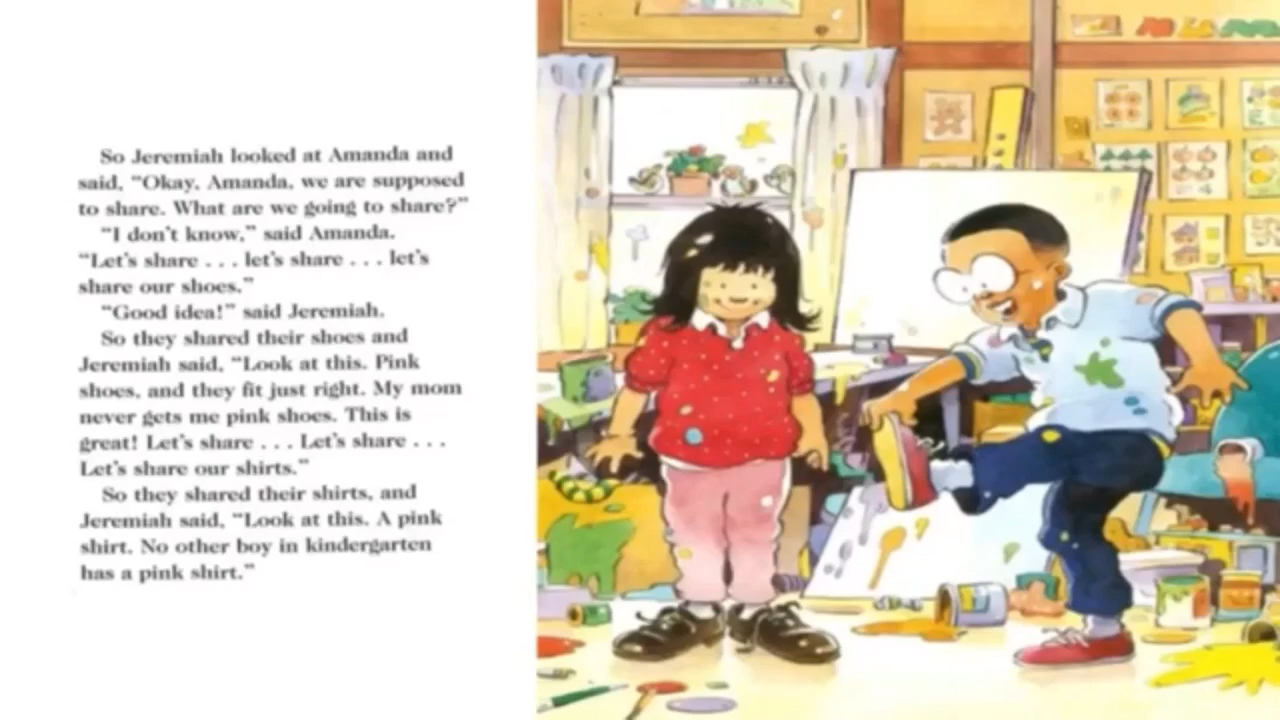 So Jeremiah looked at Amanda and
said, “Okay, Amanda, we are supposed
to share. What are we going to share?”
“I don’t know,” said Amanda.
“Let’s share . . . let’s share . . . let’s
share our shoes.”
“Good idea!” said Jeremiah.
So they shared their shoes and
Jeremiah said, “Look at this. Pink
shoes, and they fit just right. My mom
never gets me pink shoes. This is
great! Let’s share . . . Let’s share . . .
Let’s share our shirts.”
So they shared their shirts, and
Jeremiah said, “Look at this. A pink
shirt. No other boy in kindergarten
has a pink shirt.”